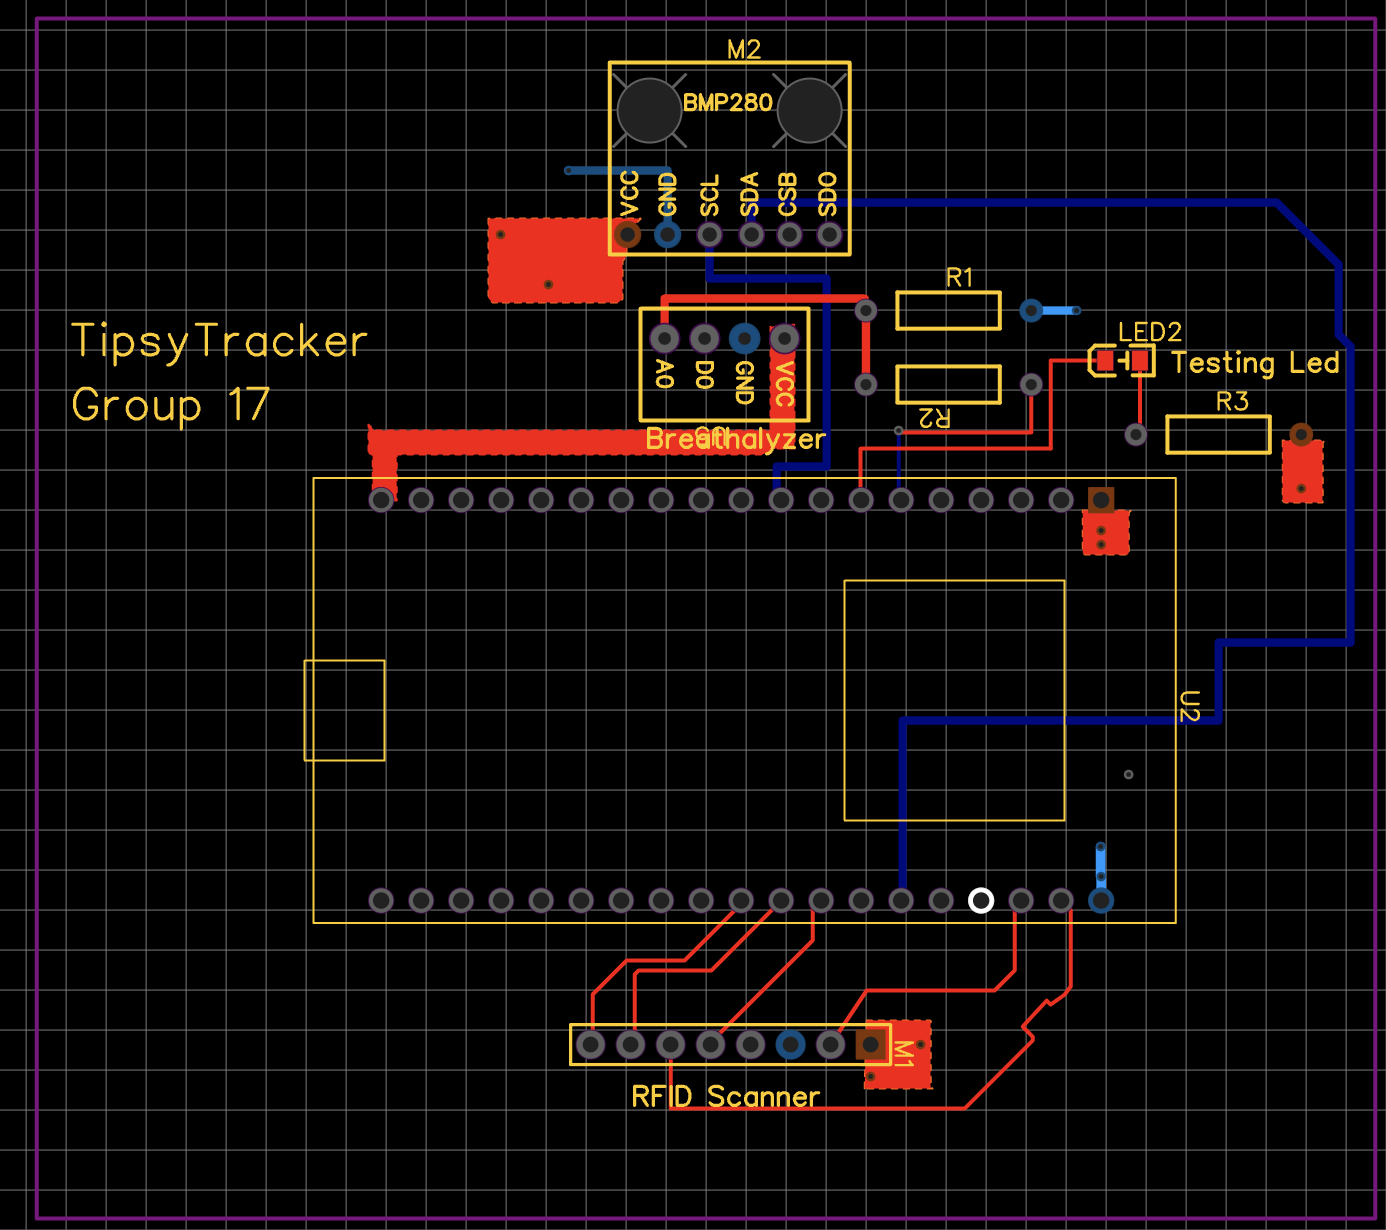 M2
BMP280
VCC
GND
SCL
SDA
CSB
SDO
R1
TipsyTracker
Group 17
LED2
Testing Led
A0
D0
GND
VCC
R2
R3
Breathalyzer
U2
M1
RFID Scanner